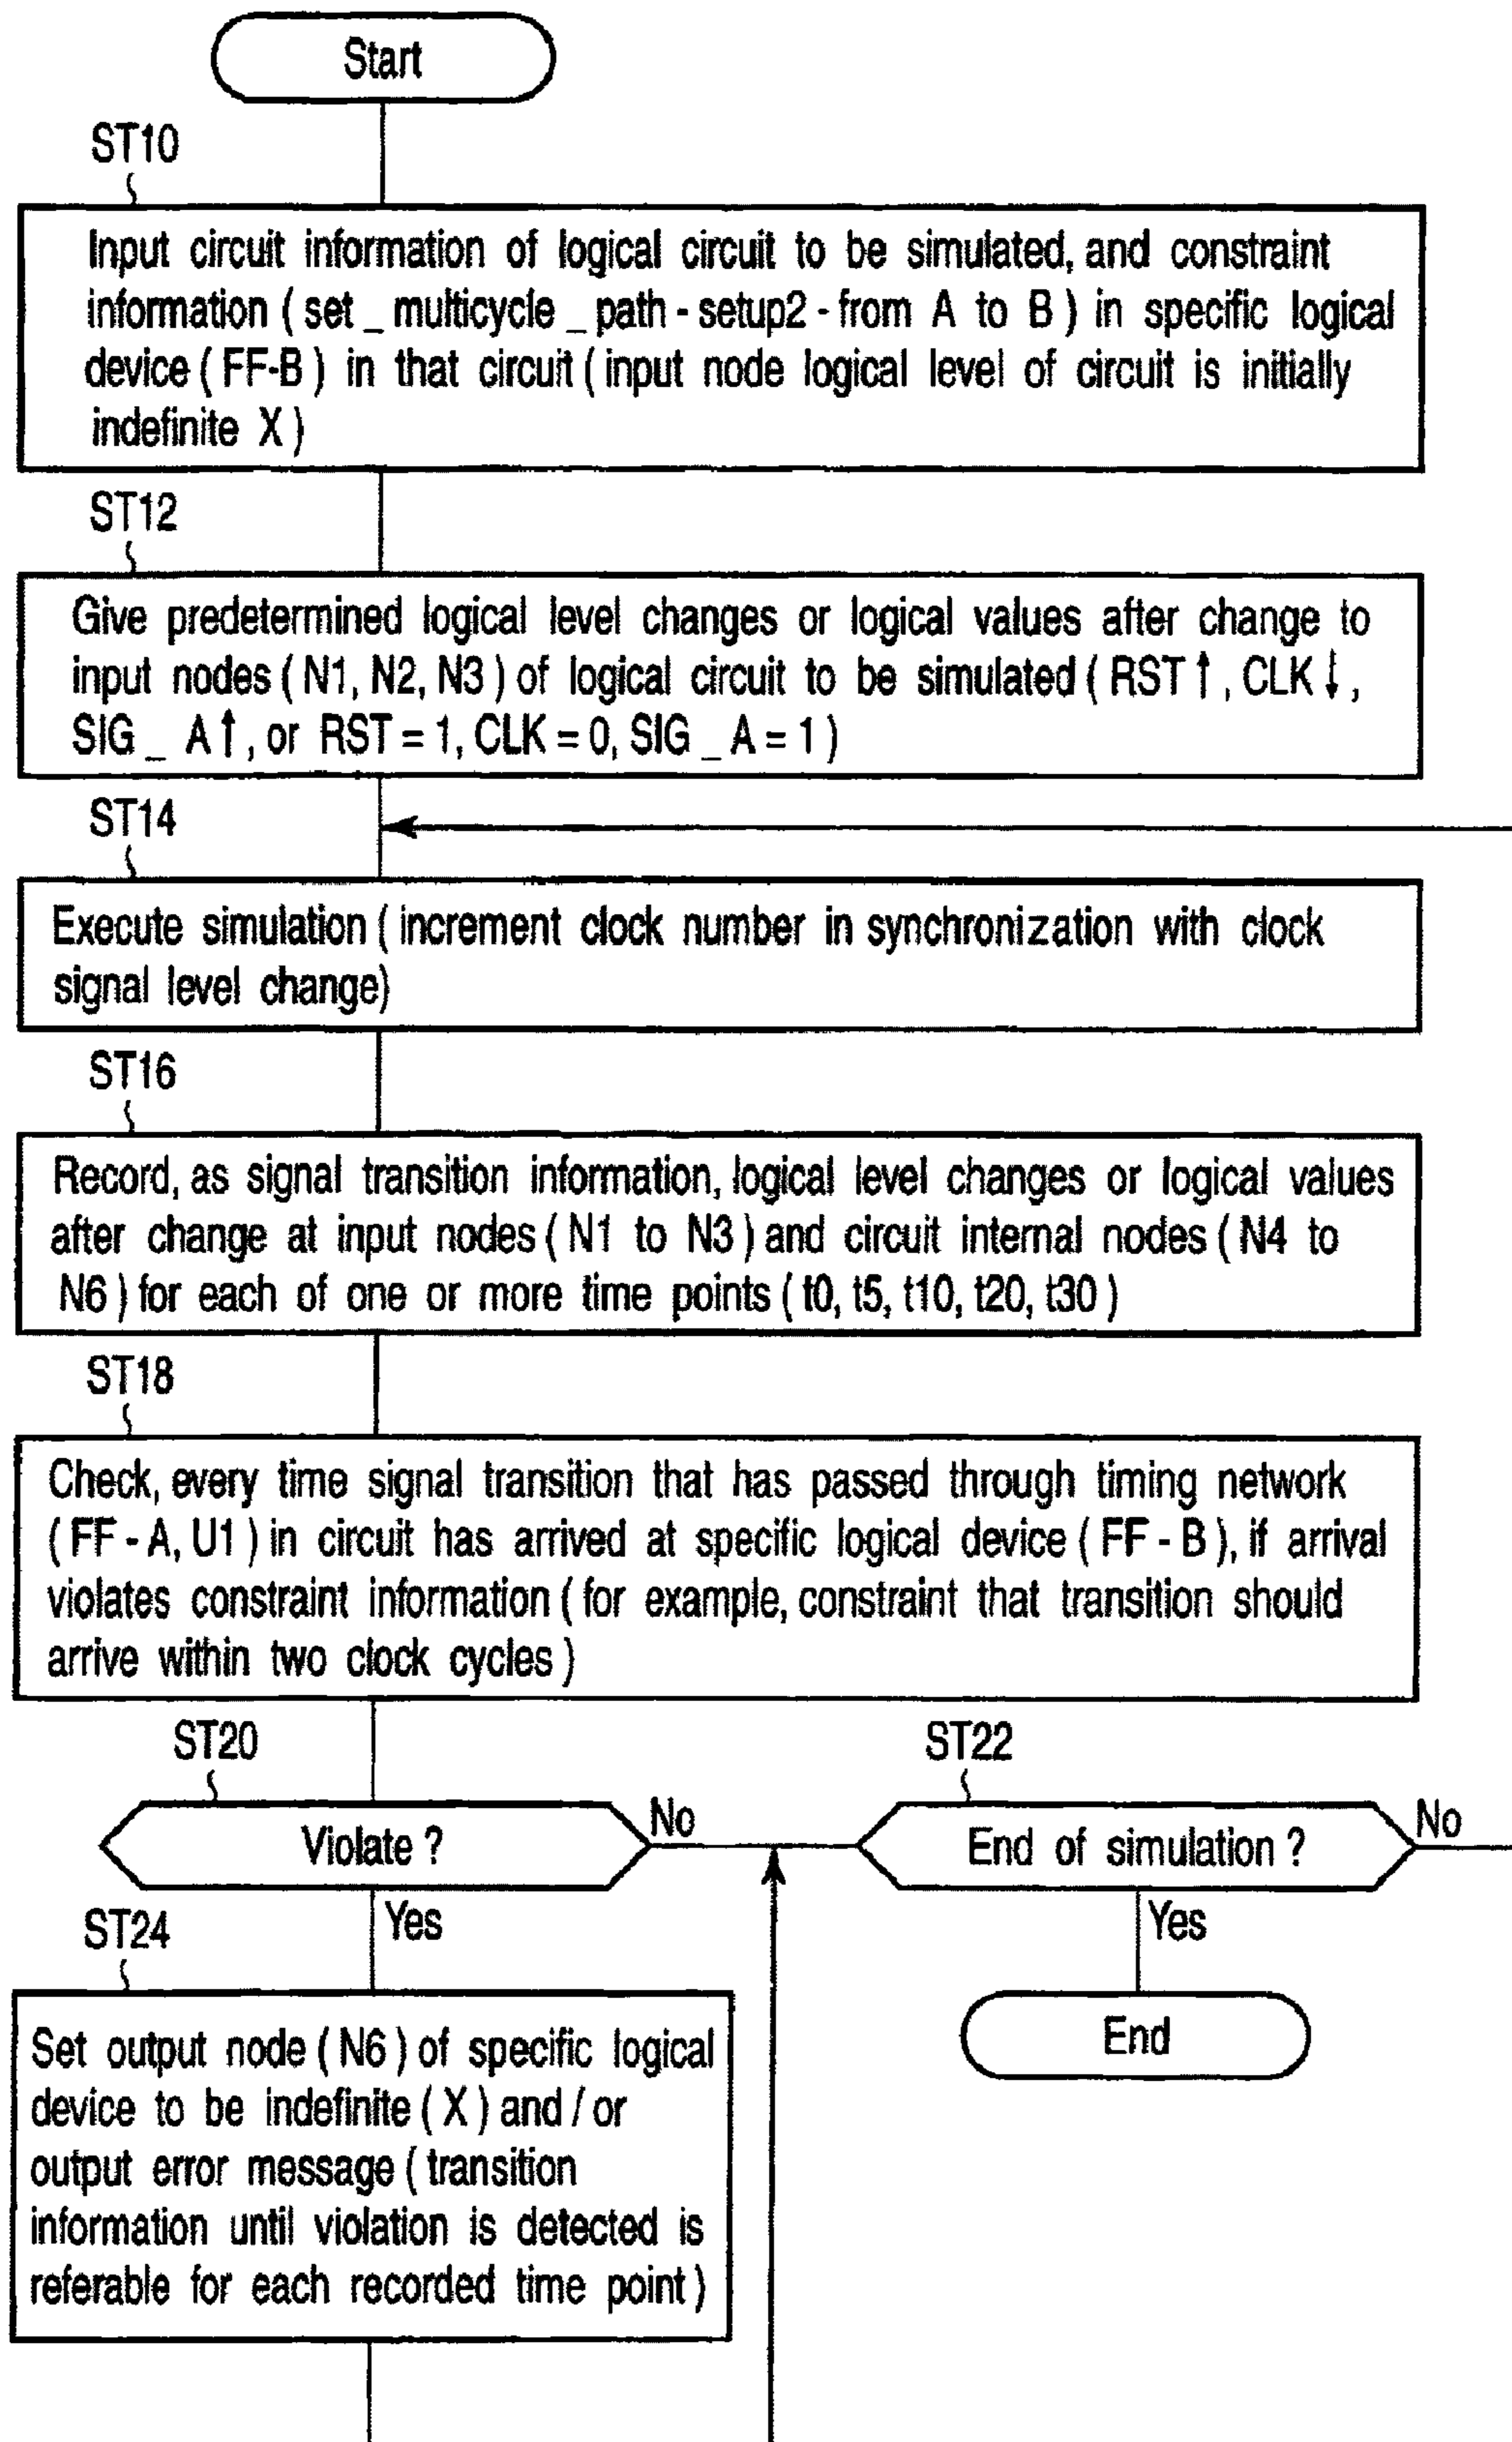 Start
ST10
Input circuit information of logical circuit to be simulated, and constraint
information ( set _ multicycle _ path - setup2 - from A to B ) in specific logical
device ( FF-B ) in that circuit ( input node logical level of circuit is initially
indefinite X )
ST12
Give predetermined logical level changes or logical values after change to
input nodes ( N1, N2, N3 ) of logical circuit to be simulated ( RST ↑ , CLK ↓ ,
SIG _ A ↑ , or RST = 1, CLK = 0, SIG _ A = 1 )
ST14
Execute simulation ( increment clock number in synchronization with clock
signal level change)
ST16
Record, as signal transition information, logical level changes or logical values
after change at input nodes ( N1 to N3 ) and circuit internal nodes ( N4 to
N6 ) for each of one or more time points ( t0, t5, t10, t20, t30 )
ST18
Check, every time signal transition that has passed through timing network
( FF - A, U1 ) in circuit has arrived at specific logical device ( FF - B ), if arrival
violates constraint information ( for example, constraint that transition should
arrive within two clock cycles )
ST20
Violate ?
No
Yes
ST22
End of simulation ?
No
Yes
End
ST24
Set output node ( N6 ) of specific logical
device to be indefinite ( X ) and / or
output error message ( transition
information until violation is detected is
referable for each recorded time point )